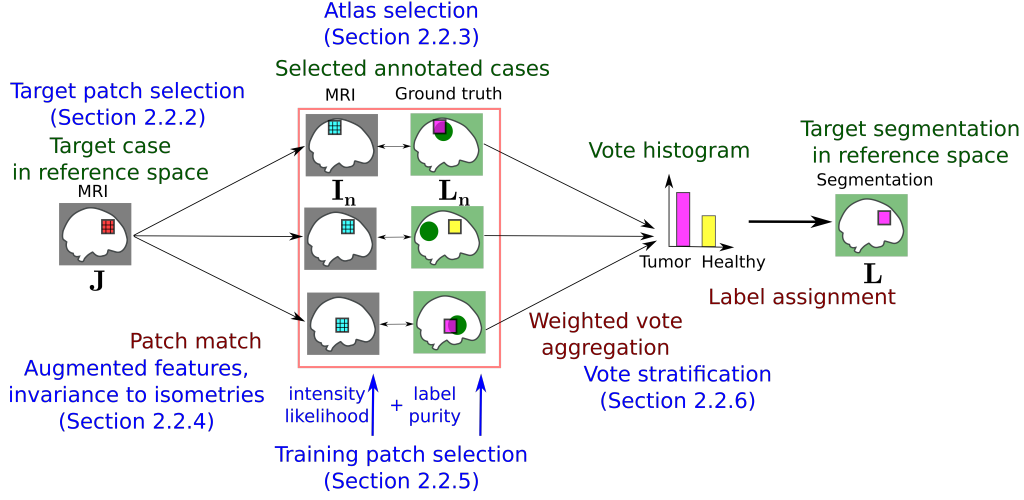 Atlas selection
(Section 2.2.3)
Selected annotated cases
MRI
Ground truth
Target patch selection
(Section 2.2.2)
Target case
in reference space
MRI
J
I_n
L_n
Vote histogram
Tumor
Healthy
Target segmentation
in reference space
Segmentation
L
Label assignment
Patch match
Augmented features,
invariance to isometries
(Section 2.2.4)
intensity
likelihood
+
label
purity
Training patch selection
(Section 2.2.5)
Weighted vote
aggregation
Vote stratification
(Section 2.2.6)